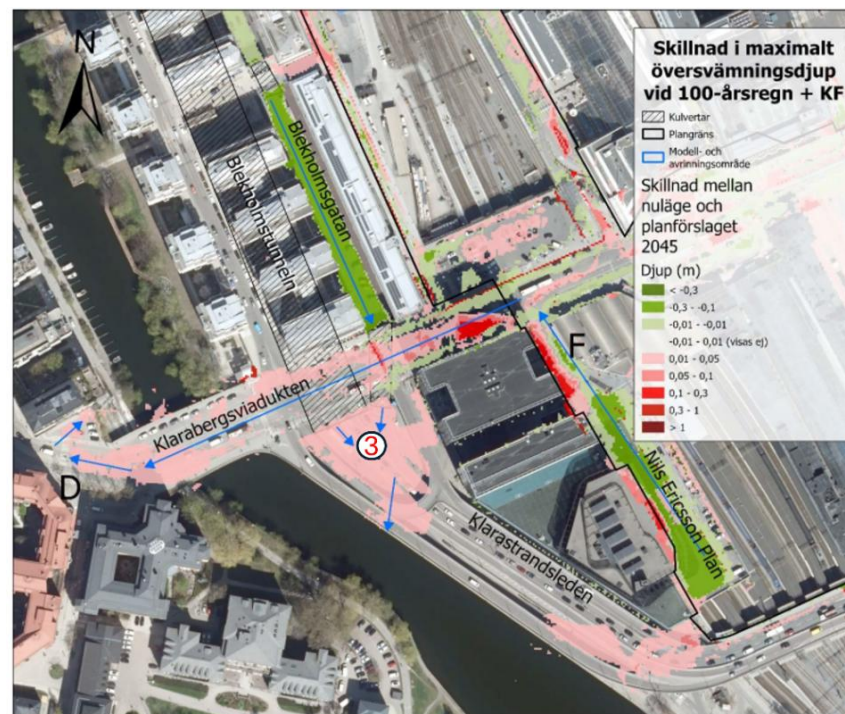 N
Skillnad i maximalt
översvämningsdjup
vid 100-årsregn + KF
Kulvertar
Plangräns
Modell- och
avrinningsområde
Skillnad mellan
nuläge och
planförslaget
2045
Djup (m)
< -0,3
-0,3 - -0,1
-0,01 - -0,01
-0,01 - 0,01 (visas ej)
0,01 - 0,05
0,05 - 0,1
0,1 - 0,3
0,3 - 1
> 1
Blekholmsgatan
Blekholmstunneln
F
Klarabergsviadukten
3
D
Nils Ericsson Plan
Klarastrandsleden